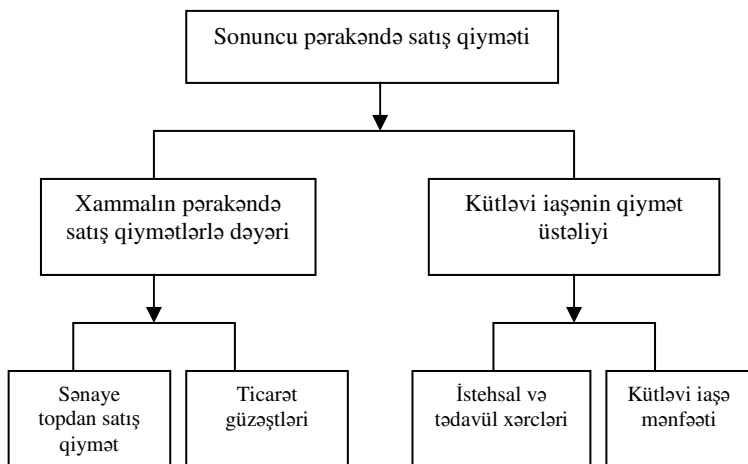 Sonuncu pərakəndə satış qiyməti
Xammalın pərakəndə
satış qiymətlərlə dəyəri
Kütləvi iaşənin qiymət
üstəliyi
Sənaye
topdan satış
qiymət
Ticarət
güzəştləri
İstehsal və
tədavül xərcləri
Kütləvi iaşə
mənfəəti